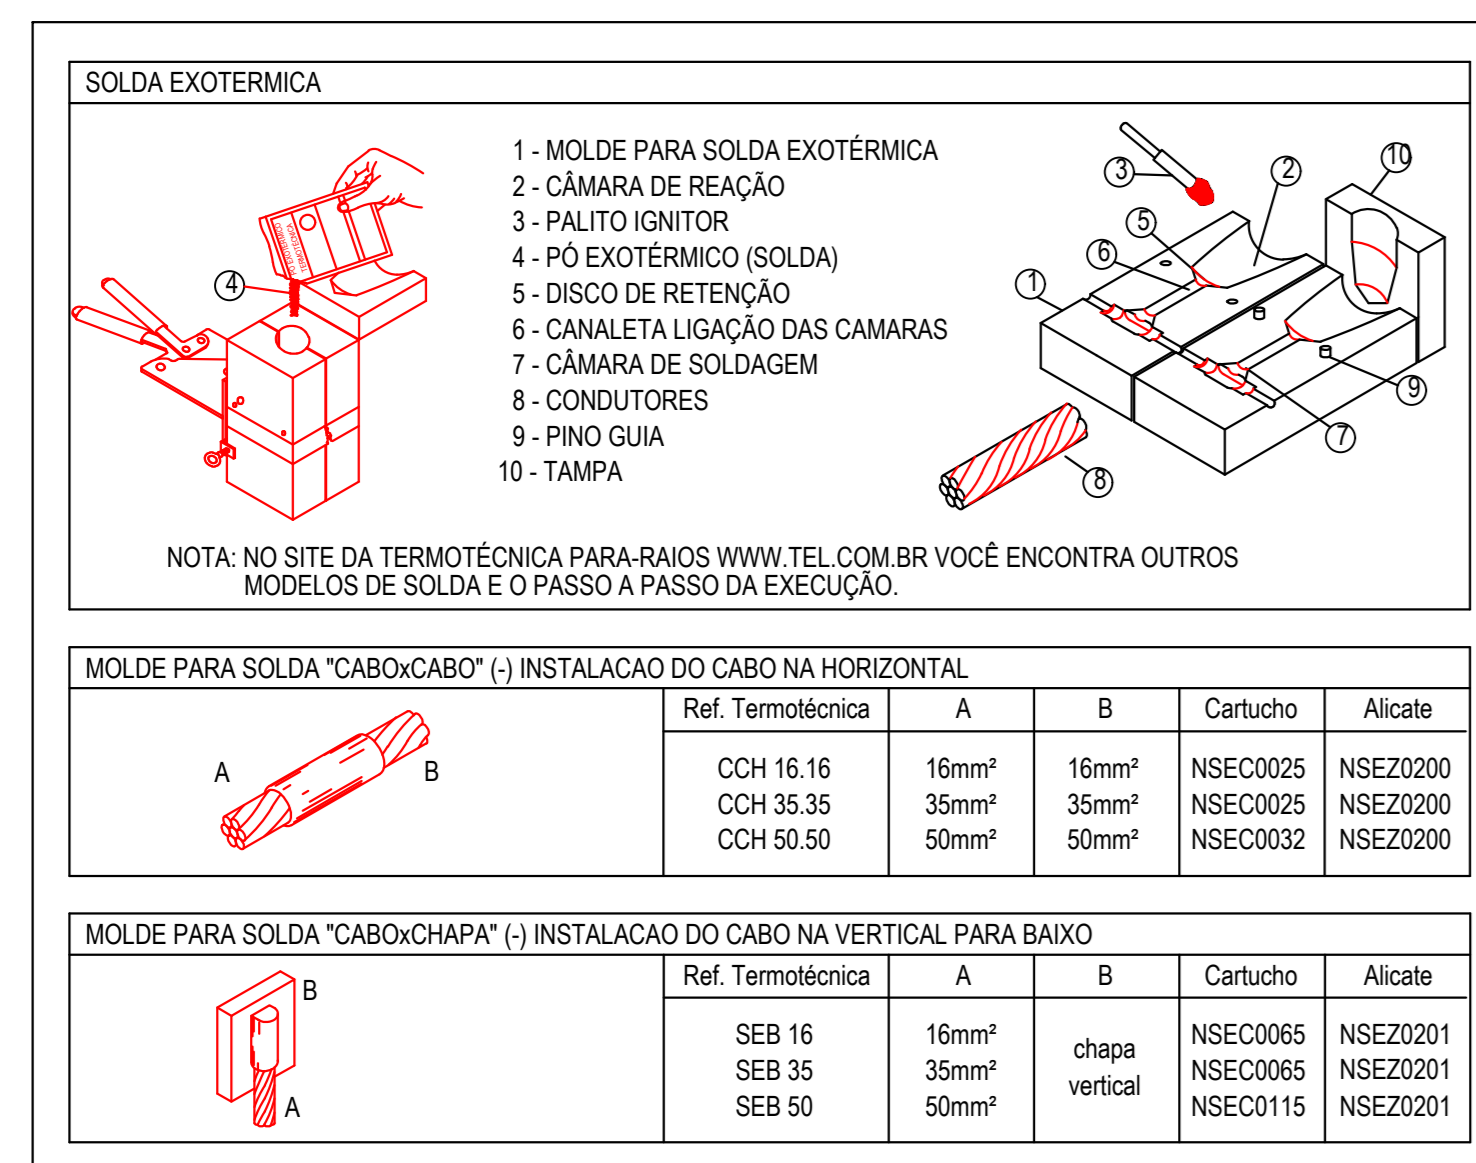 SOLDA EXOTERMICA
1 - MOLDE PARA SOLDA EXOTÉRMICA
2 - CÂMARA DE REAÇÃO
3 - PALITO IGNITOR
4 - PÓ EXOTÉRMICO (SOLDA)
5 - DISCO DE RETENÇÃO
6 - CANALETA LIGAÇÃO DAS CAMARAS
7 - CÂMARA DE SOLDAGEM
8 - CONDUTORES
9 - PINO GUIA
10 - TAMPA
PÓ EXOTÉRMICO
TERMOTÉCNICA
4
3
2
10
5
6
1
9
7
8
NOTA: NO SITE DA TERMOTÉCNICA PARA-RAIOS WWW.TEL.COM.BR VOCÊ ENCONTRA OUTROS
MODELOS DE SOLDA E O PASSO A PASSO DA EXECUÇÃO.
MOLDE PARA SOLDA "CABOxCABO" (-) INSTALACAO DO CABO NA HORIZONTAL
A B
Ref. Termotécnica A B Cartucho Alicate
CCH 16.16 16mm² 16mm² NSEC0025 NSEZ0200
CCH 35.35 35mm² 35mm² NSEC0025 NSEZ0200
CCH 50.50 50mm² 50mm² NSEC0032 NSEZ0200
MOLDE PARA SOLDA "CABOxCHAPA" (-) INSTALACAO DO CABO NA VERTICAL PARA BAIXO
B
A
Ref. Termotécnica A B Cartucho Alicate
SEB 16 16mm² chapa vertical NSEC0065 NSEZ0201
SEB 35 35mm² NSEC0065 NSEZ0201
SEB 50 50mm² NSEC0115 NSEZ0201